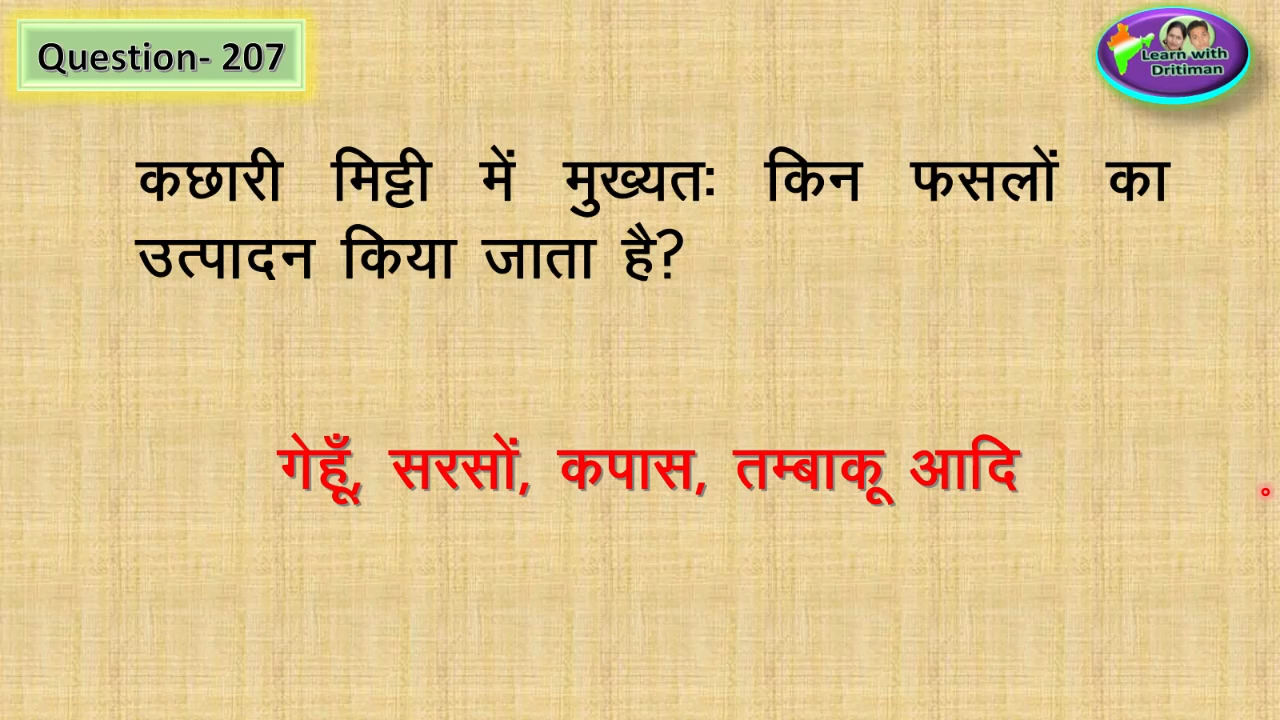 Question- 207
Learn with
Dritiman
कछारी मिट्टी में मुख्यतः किन फसलों का
उत्पादन किया जाता है?
गेहूँ, सरसों, कपास, तम्बाकू आदि